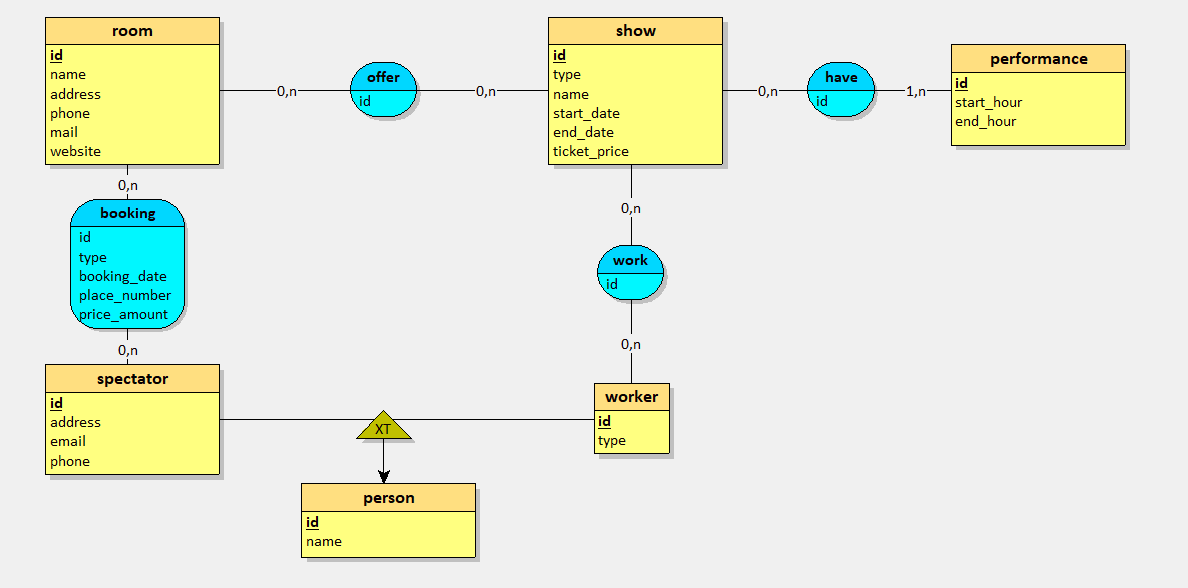 room
id
name
address
phone
mail
website
0,n
offer
id
0,n
show
id
type
name
start_date
end_date
ticket_price
0,n
have
id
1,n
performance
id
start_hour
end_hour
0,n
booking
id
type
booking_date
place_number
price_amount
0,n
spectator
id
address
email
phone
0,n
work
id
0,n
worker
id
type
XT
person
id
name